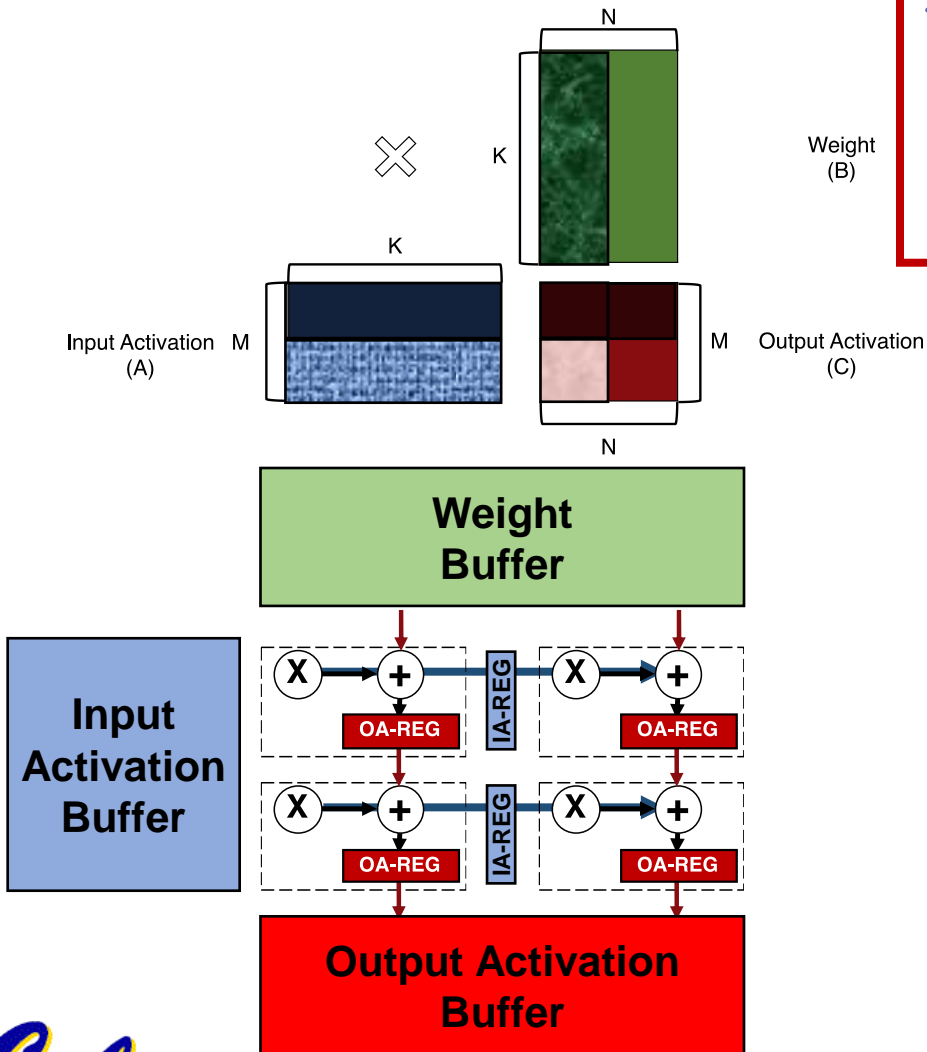 N
K
Weight
(B)
K
Input Activation
(A)
M
M
Output Activation
(C)
N
Weight
Buffer
Input
Activation
Buffer
X
+
IA-REG
X
+
OA-REG
OA-REG
X
+
IA-REG
X
+
OA-REG
OA-REG
Output Activation
Buffer